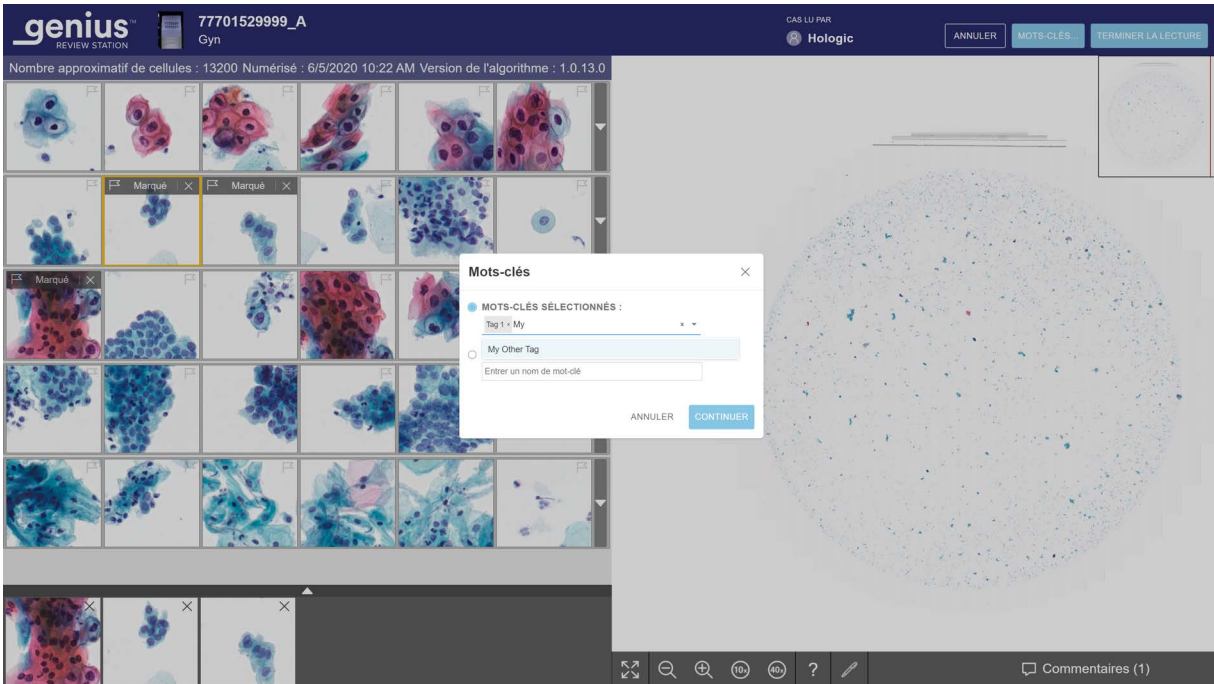 genius™
REVIEW STATION
77701529999_A
Gyn
CAS LU PAR
Hologic
ANNULER
MOTS-CLÉS...
TERMINER LA LECTURE
Nombre approximatif de cellules : 13200 Numérisé : 6/5/2020 10:22 AM Version de l'algorithme : 1.0.13.0
Marqué
Marqué
Marqué
Mots-clés
MOTS-CLÉS SÉLECTIONNÉS :
Tag 1 × My
My Other Tag
Entrer un nom de mot-clé
ANNULER
CONTINUER
10x
40x
?
Commentaires (1)